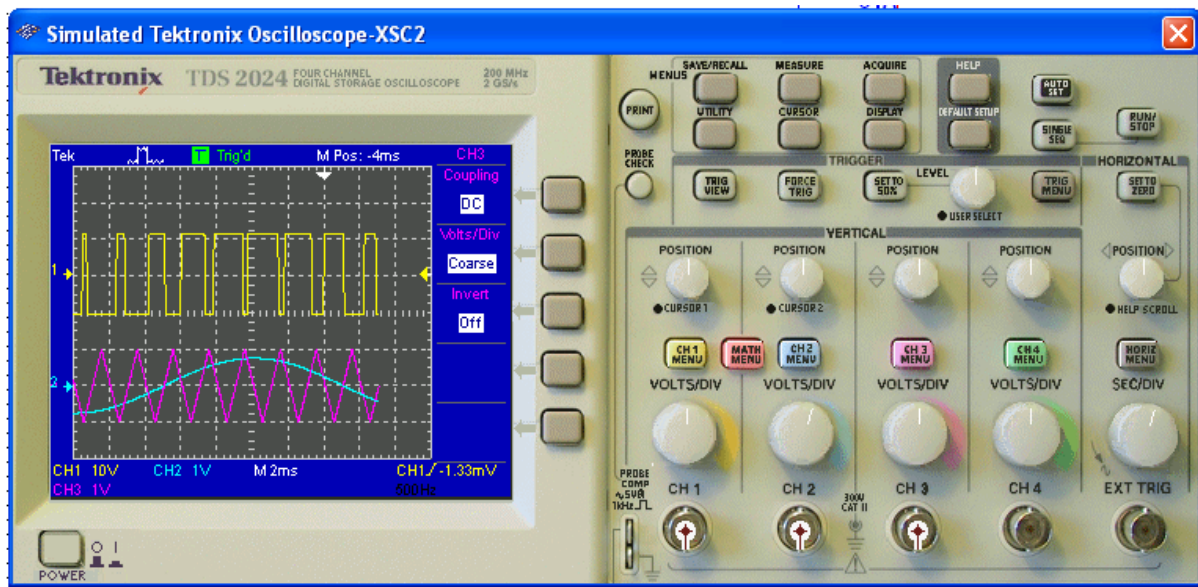 Simulated Tektronix Oscilloscope-XSC2
Tektronix TDS 2024 FOUR CHANNEL DIGITAL STORAGE OSCILLOSCOPE 200 MHz 2 GS/s
Tek T Trig'd M Pos: -4ms CH3
Coupling
DC
Volts/Div
Coarse
Invert
Off
1
2
CH1 10V CH2 1V M 2ms CH1 -1.33mV
CH3 1V 500Hz
POWER
MENUS
SAVE/RECALL MEASURE ACQUIRE HELP
PRINT
AUTO SET
UTILITY CURSOR DISPLAY DEFAULT SETUP
SINGLE SEQ
RUN/ STOP
PROBE CHECK
TRIGGER
HORIZONTAL
TRIG VIEW
FORCE TRIG
SET TO 50%
LEVEL
TRIG MENU
SET TO ZERO
USER SELECT
VERTICAL
POSITION POSITION POSITION POSITION POSITION
CURSOR 1 CURSOR 2 HELP SCROLL
CH 1 MENU
MATH MENU
CH 2 MENU
CH 3 MENU
CH 4 MENU
HORIZ MENU
VOLTS/DIV VOLTS/DIV VOLTS/DIV VOLTS/DIV SEC/DIV
PROBE COMP
~5V@
1kHz
CH 1 CH 2 CH 3 CH 4 EXT TRIG
300V CAT II